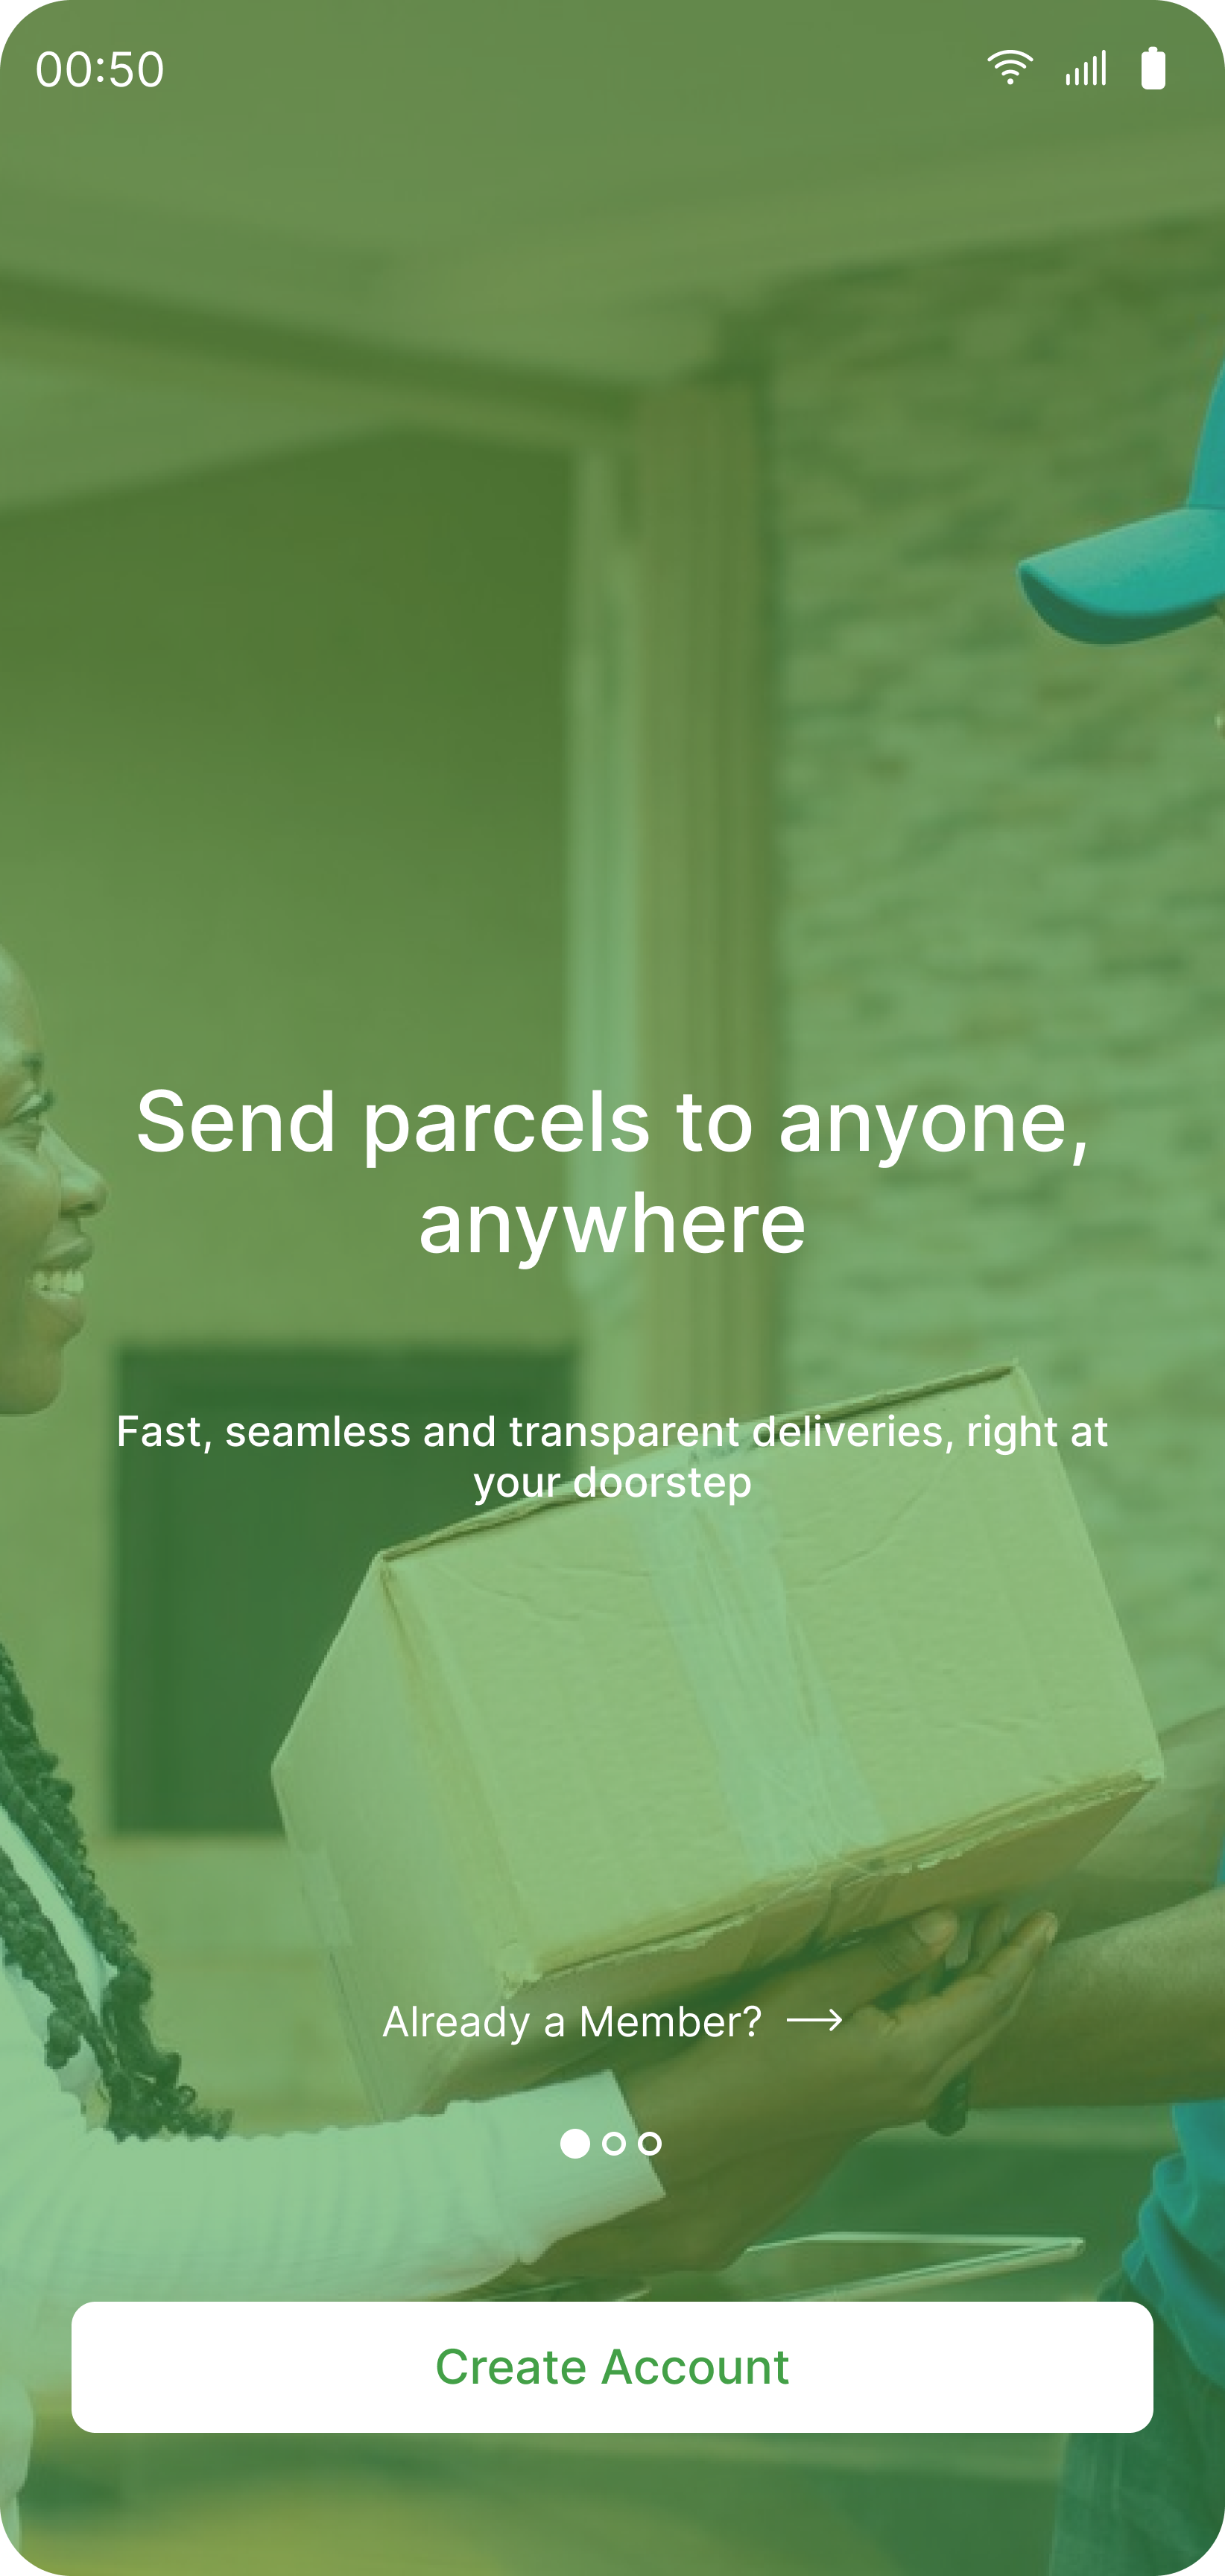 00:50
Send parcels to anyone,
anywhere
Fast, seamless and transparent deliveries, right at
your doorstep
Already a Member?
Create Account